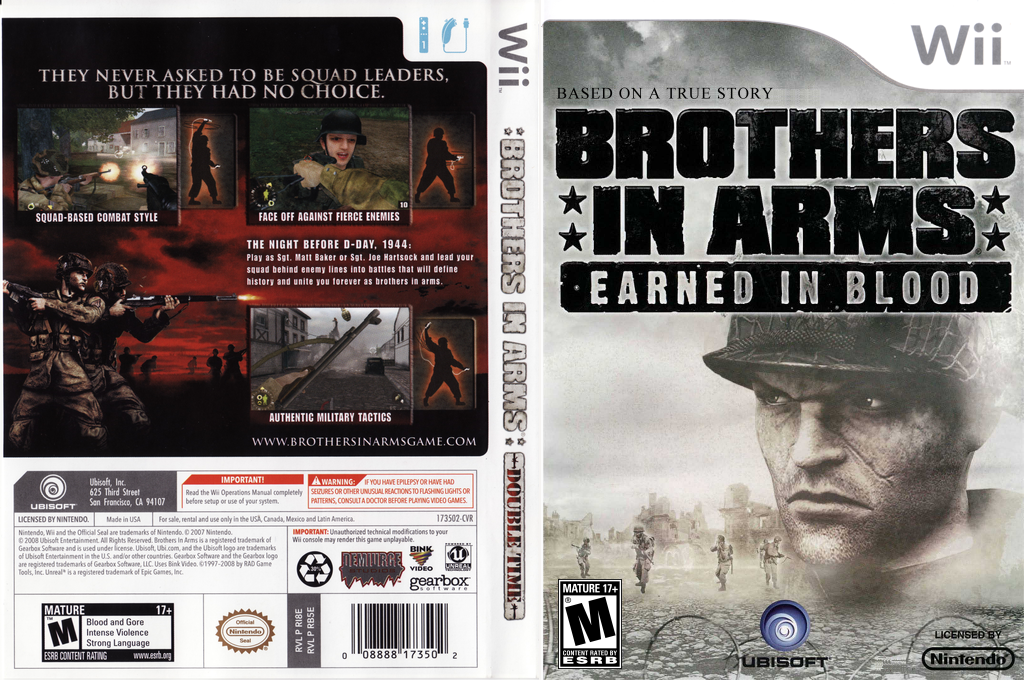 THEY NEVER ASKED TO BE SQUAD LEADERS,
BUT THEY HAD NO CHOICE.
SQUAD-BASED COMBAT STYLE
10
FACE OFF AGAINST FIERCE ENEMIES
THE NIGHT BEFORE D-DAY, 1944:
Play as Sgt. Matt Baker or Sgt. Joe Hartsock and lead your
squad behind enemy lines into battles that will define
history and unite you forever as brothers in arms.
AUTHENTIC MILITARY TACTICS
WWW.BROTHERSINARMSGAME.COM
UBISOFT
Ubisoft, Inc.
625 Third Street
San Francisco, CA 94107
IMPORTANT!
Read the Wii Operations Manual completely
before setup or use of your system.
WARNING: IF YOU HAVE EPILEPSY OR HAVE HAD
SEIZURES OR OTHER UNUSUAL REACTIONS TO FLASHING LIGHTS OR
PATTERNS, CONSULT A DOCTOR BEFORE PLAYING VIDEO GAMES.
LICENSED BY NINTENDO.
Made in USA
For sale, rental and use only in the USA, Canada, Mexico and Latin America.
173502-CVR
Nintendo, Wii and the Official Seal are trademarks of Nintendo. © 2007 Nintendo.
© 2008 Ubisoft Entertainment. All Rights Reserved. Brothers in Arms is a registered trademark of
Gearbox Software and is used under license. Ubisoft, Ubi.com, and the Ubisoft logo are trademarks
of Ubisoft Entertainment in the U.S. and/or other countries. Gearbox Software and the Gearbox logo
are registered trademarks of Gearbox Software, LLC. Uses Bink Video. ©1997-2008 by RAD Game
Tools, Inc. Unreal® is a registered trademark of Epic Games, Inc.
IMPORTANT: Unauthorized technical modifications to your
Wii console may render this game unplayable.
DEMIURGE
BINK
VIDEO
POWERED BY
UNREAL
gearbox
software
MATURE 17+
M
Blood and Gore
Intense Violence
Strong Language
ESRB CONTENT RATING www.esrb.org
Official
Nintendo
Seal
RVL P RI8E
RVL P RB5E
0 08888 17350 2
Wii
BROTHERS IN ARMS
DOUBLE TIME
Wii
BASED ON A TRUE STORY
BROTHERS
IN ARMS
EARNED IN BLOOD
MATURE 17+
M
CONTENT RATED BY
ESRB
UBISOFT
LICENSED BY
Nintendo